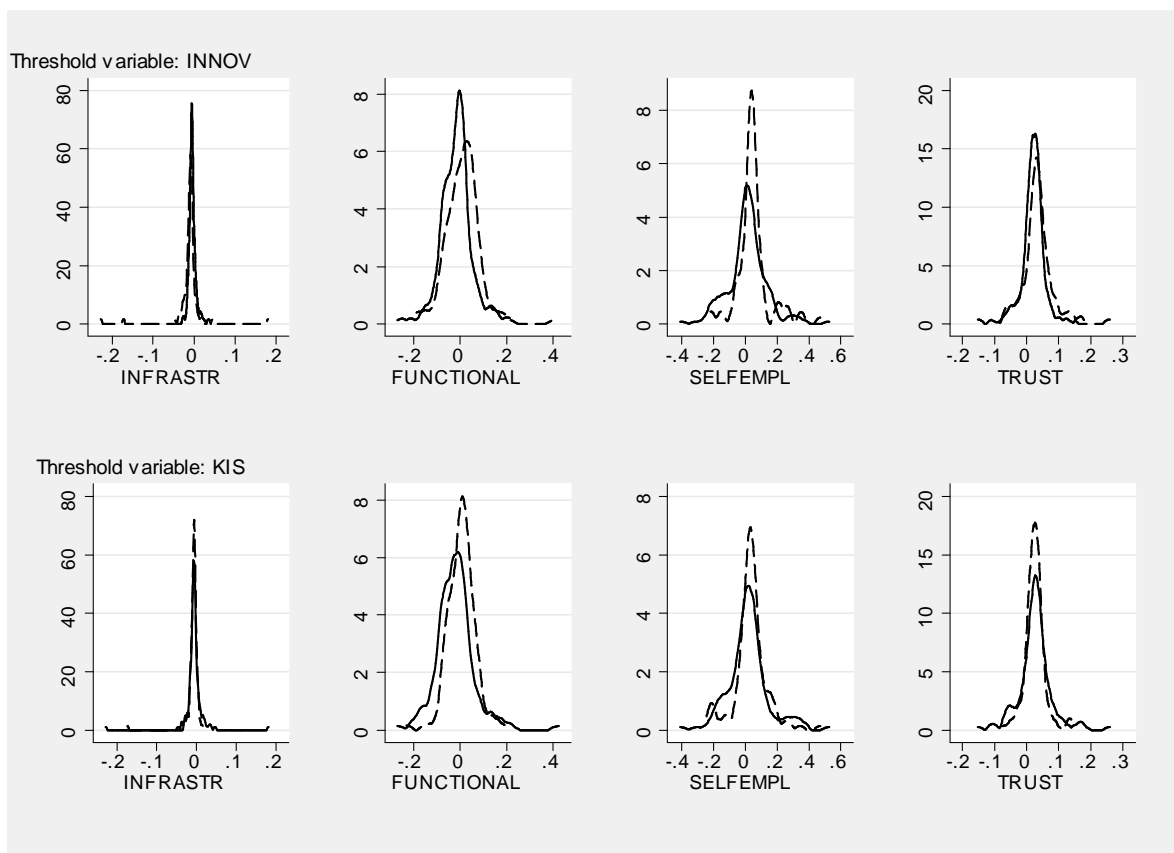 Threshold variable: INNOV
80
60
40
20
0
-.2 -.1 0 .1 .2
INFRASTR
8
6
4
2
0
-.2 0 .2 .4
FUNCTIONAL
8
6
4
2
0
-.4 -.2 0 .2 .4 .6
SELFEMPL
20
15
10
5
0
-.2 -.1 0 .1 .2 .3
TRUST
Threshold variable: KIS
80
60
40
20
0
-.2 -.1 0 .1 .2
INFRASTR
8
6
4
2
0
-.2 0 .2 .4
FUNCTIONAL
8
6
4
2
0
-.4 -.2 0 .2 .4 .6
SELFEMPL
20
15
10
5
0
-.2 -.1 0 .1 .2 .3
TRUST